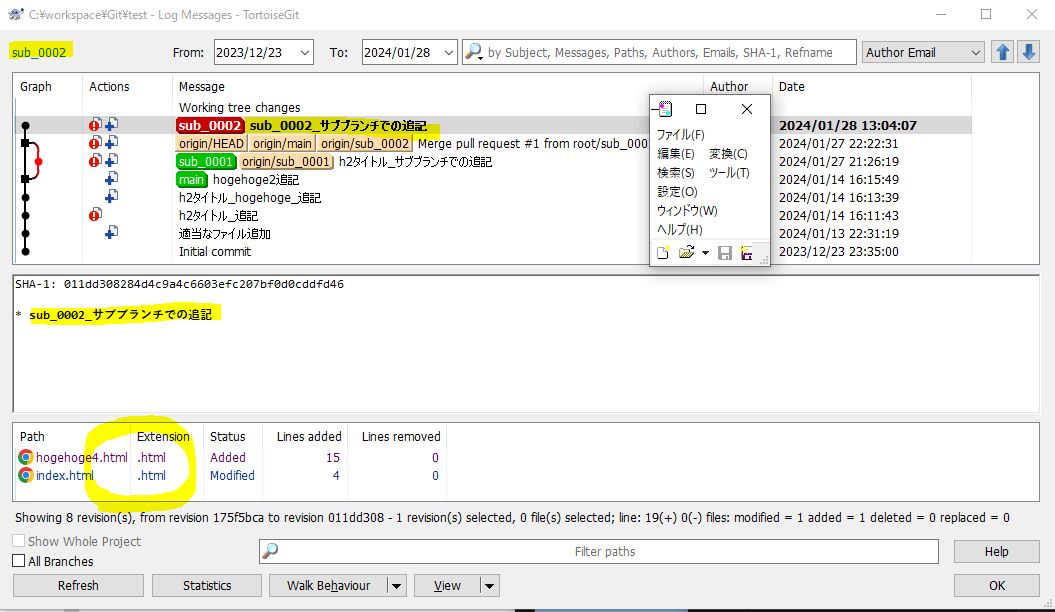 C:¥workspace¥Git¥test - Log Messages - TortoiseGit
sub_0002 From: 2023/12/23 To: 2024/01/28 by Subject, Messages, Paths, Authors, Emails, SHA-1, Refname Author Email
Graph Actions Message Author Date
Working tree changes
sub_0002 sub_0002_サブブランチでの追記 2024/01/28 13:04:07
origin/HEAD origin/main origin/sub_0002 Merge pull request #1 from root/sub_000 2024/01/27 22:22:31
sub_0001 origin/sub_0001 h2タイトル_サブブランチでの追記 2024/01/27 21:26:19
main hogehoge2追記 2024/01/14 16:15:49
h2タイトル_hogehoge_追記 2024/01/14 16:13:39
h2タイトル_追記 2024/01/14 16:11:43
適当なファイル追加 2024/01/13 22:31:19
Initial commit 2023/12/23 23:35:00
ファイル(F)
編集(E) 変換(C)
検索(S) ツール(T)
設定(O)
ウィンドウ(W)
ヘルプ(H)
SHA-1: 011dd308284d4c9a4c6603efc207bf0d0cddfd46
* sub_0002_サブブランチでの追記
Path Extension Status Lines added Lines removed
hogehoge4.html .html Added 15 0
index.html .html Modified 4 0
Showing 8 revision(s), from revision 175f5bca to revision 011dd308 - 1 revision(s) selected, 0 file(s) selected; line: 19(+) 0(-) files: modified = 1 added = 1 deleted = 0 replaced = 0
Show Whole Project
All Branches Filter paths Help
Refresh Statistics Walk Behaviour View OK